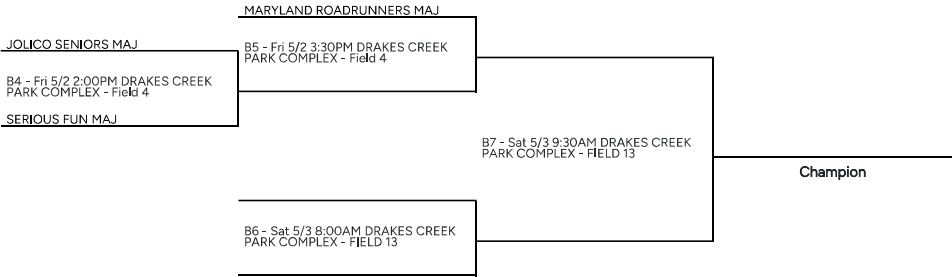 MARYLAND ROADRUNNERS MAJ
JOLICO SENIORS MAJ
B5 - Fri 5/2 3:30PM DRAKES CREEK
PARK COMPLEX - Field 4
B4 - Fri 5/2 2:00PM DRAKES CREEK
PARK COMPLEX - Field 4
SERIOUS FUN MAJ
B7 - Sat 5/3 9:30AM DRAKES CREEK
PARK COMPLEX - FIELD 13
Champion
B6 - Sat 5/3 8:00AM DRAKES CREEK
PARK COMPLEX - FIELD 13